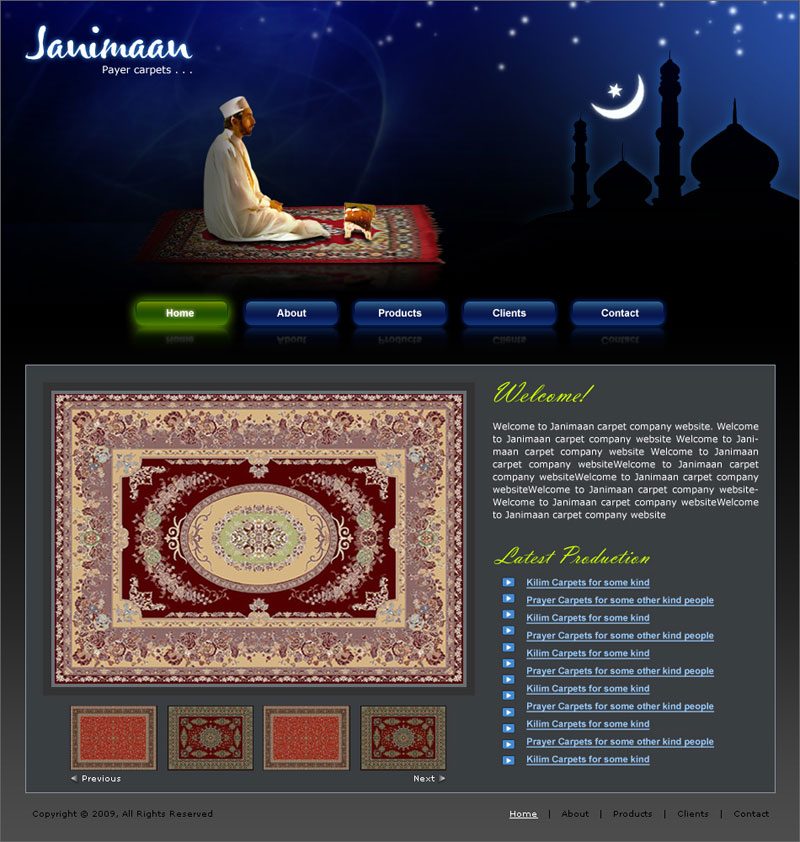 Janimaan
Payer carpets . . .
Home
About
Products
Clients
Contact
Welcome!
Welcome to Janimaan carpet company website. Welcome
to Janimaan carpet company website Welcome to Jani-
maan carpet company website Welcome to Janimaan
carpet company websiteWelcome to Janimaan carpet
company websiteWelcome to Janimaan carpet company
websiteWelcome to Janimaan carpet company website-
Welcome to Janimaan carpet company websiteWelcome
to Janimaan carpet company website
Latest Production
Kilim Carpets for some kind
Prayer Carpets for some other kind people
Kilim Carpets for some kind
Prayer Carpets for some other kind people
Kilim Carpets for some kind
Prayer Carpets for some other kind people
Kilim Carpets for some kind
Prayer Carpets for some other kind people
Kilim Carpets for some kind
Prayer Carpets for some other kind people
Kilim Carpets for some kind
Previous
Next
Copyright © 2009, All Rights Reserved
Home | About | Products | Clients | Contact